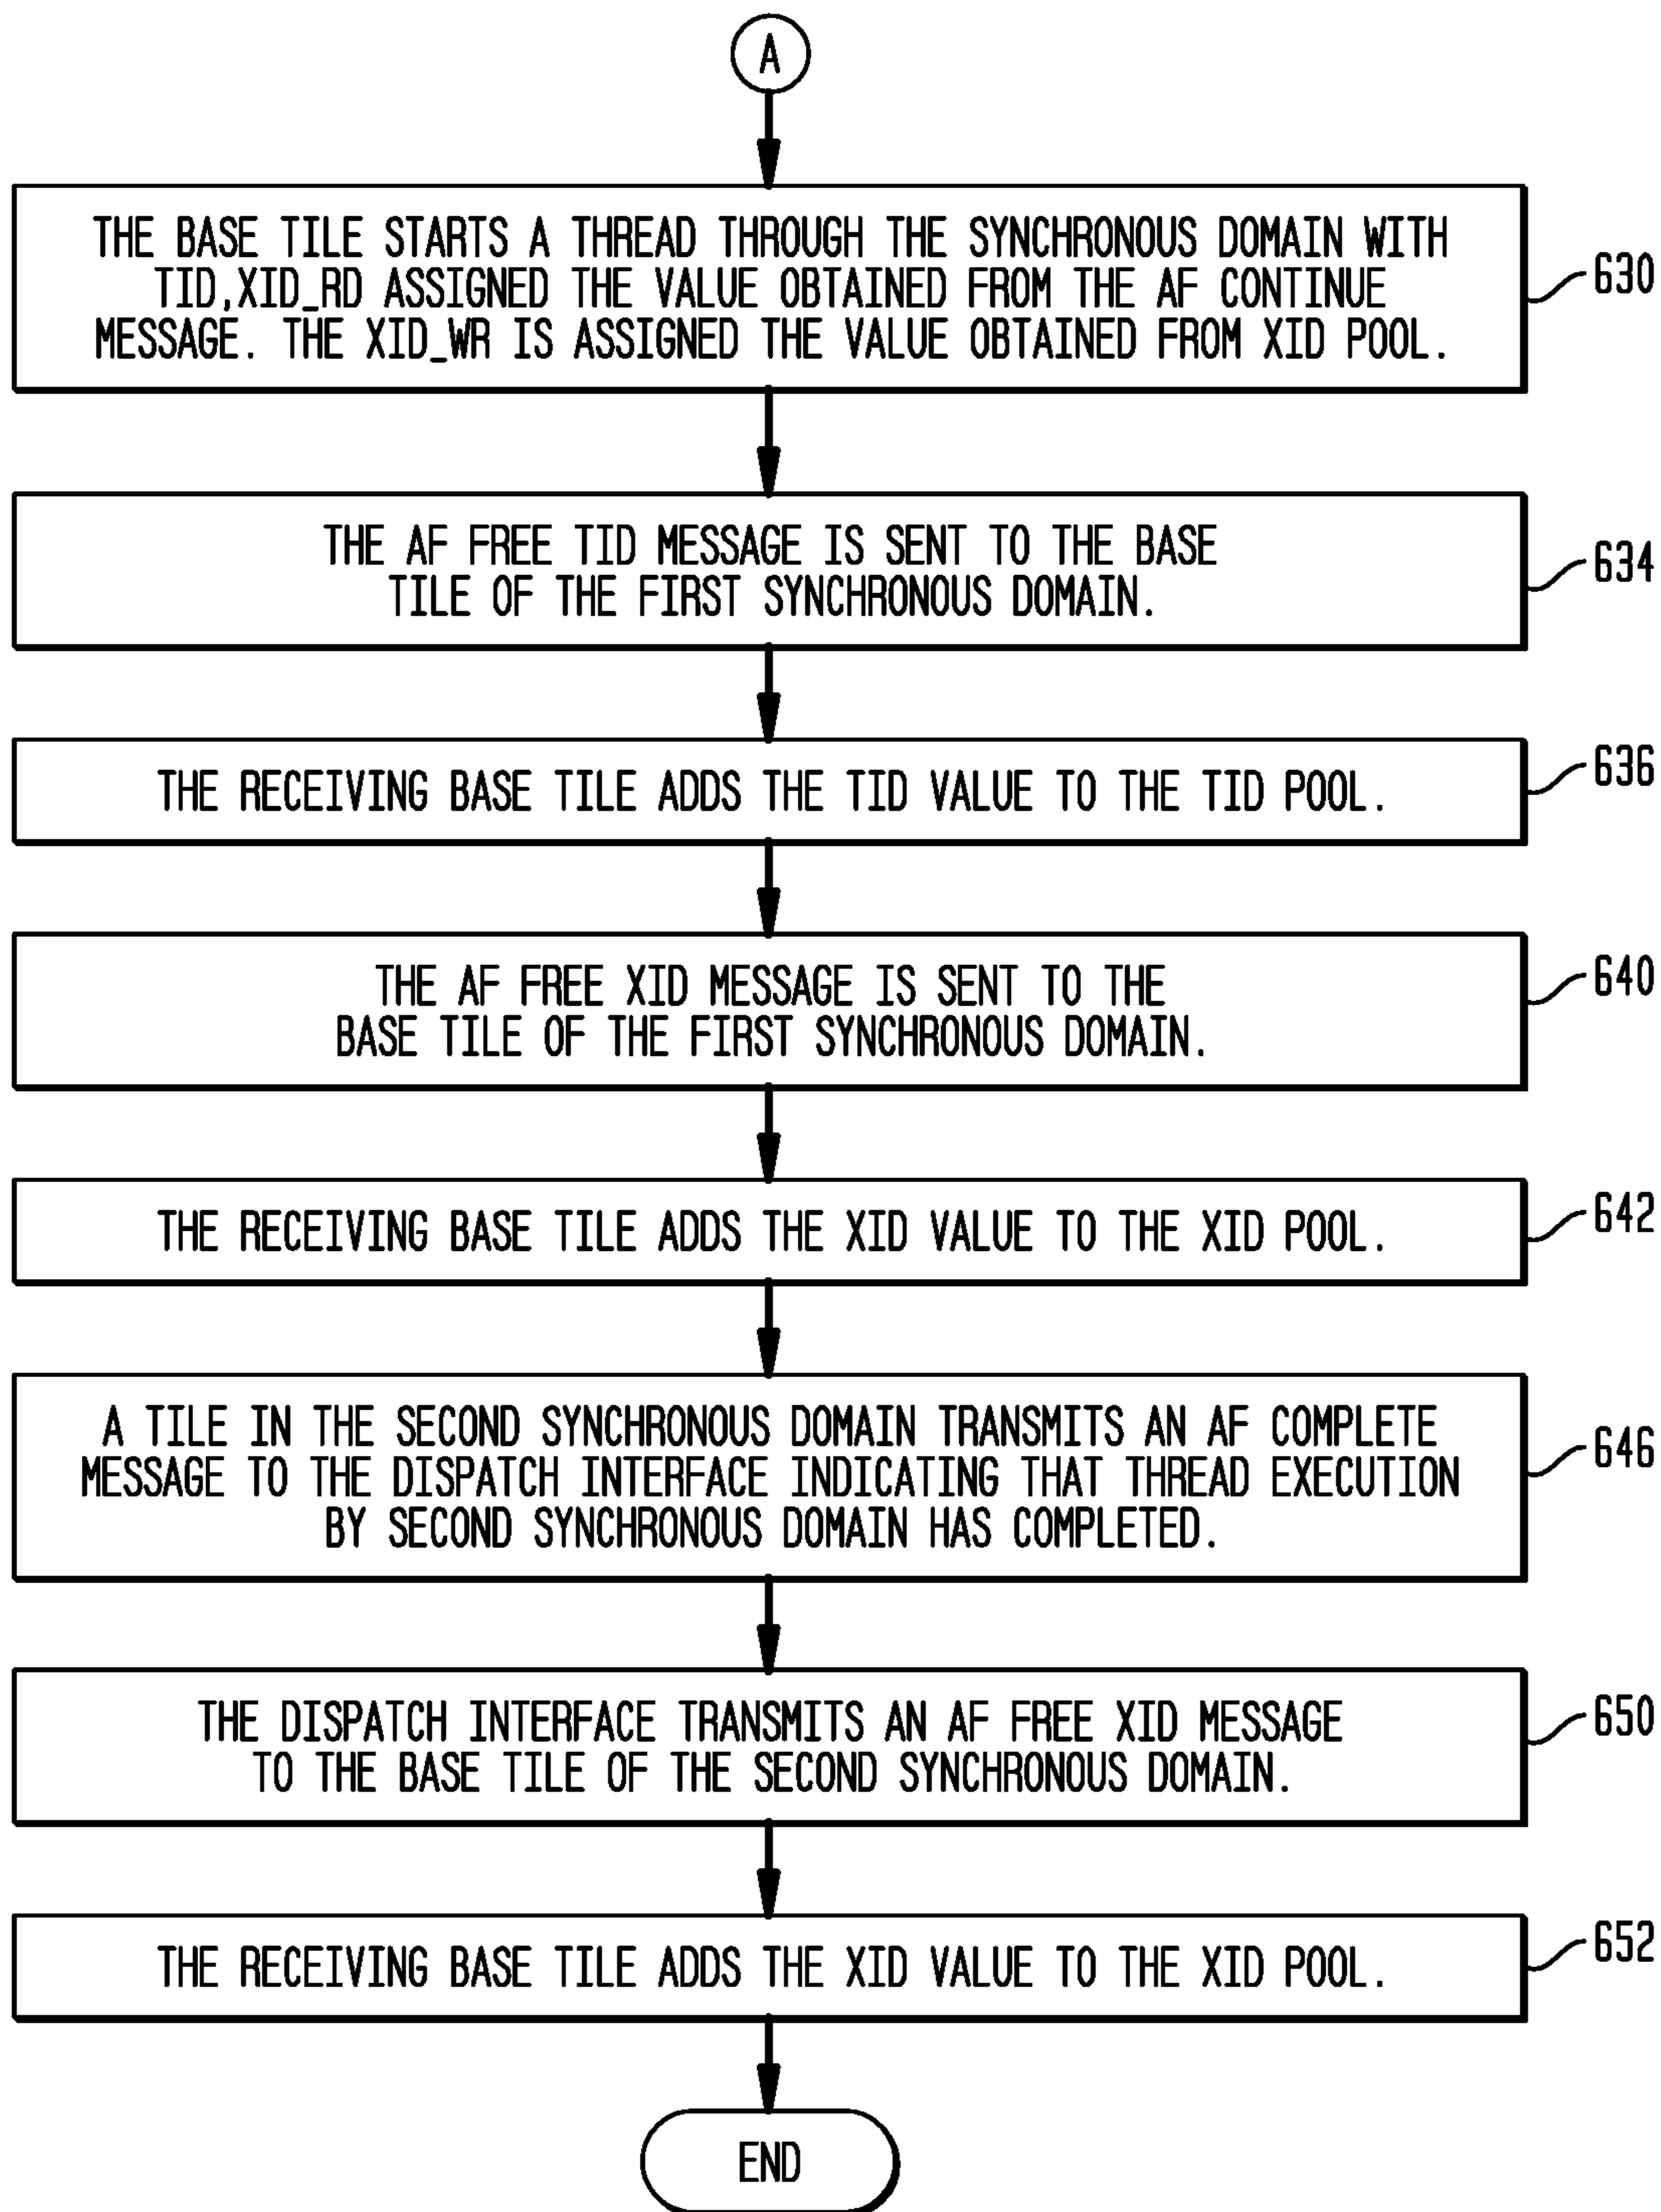 A
THE BASE TILE STARTS A THREAD THROUGH THE SYNCHRONOUS DOMAIN WITH
TID,XID_RD ASSIGNED THE VALUE OBTAINED FROM THE AF CONTINUE
MESSAGE. THE XID_WR IS ASSIGNED THE VALUE OBTAINED FROM XID POOL.
630
THE AF FREE TID MESSAGE IS SENT TO THE BASE
TILE OF THE FIRST SYNCHRONOUS DOMAIN.
634
THE RECEIVING BASE TILE ADDS THE TID VALUE TO THE TID POOL.
636
THE AF FREE XID MESSAGE IS SENT TO THE
BASE TILE OF THE FIRST SYNCHRONOUS DOMAIN.
640
THE RECEIVING BASE TILE ADDS THE XID VALUE TO THE XID POOL.
642
A TILE IN THE SECOND SYNCHRONOUS DOMAIN TRANSMITS AN AF COMPLETE
MESSAGE TO THE DISPATCH INTERFACE INDICATING THAT THREAD EXECUTION
BY SECOND SYNCHRONOUS DOMAIN HAS COMPLETED.
646
THE DISPATCH INTERFACE TRANSMITS AN AF FREE XID MESSAGE
TO THE BASE TILE OF THE SECOND SYNCHRONOUS DOMAIN.
650
THE RECEIVING BASE TILE ADDS THE XID VALUE TO THE XID POOL.
652
END